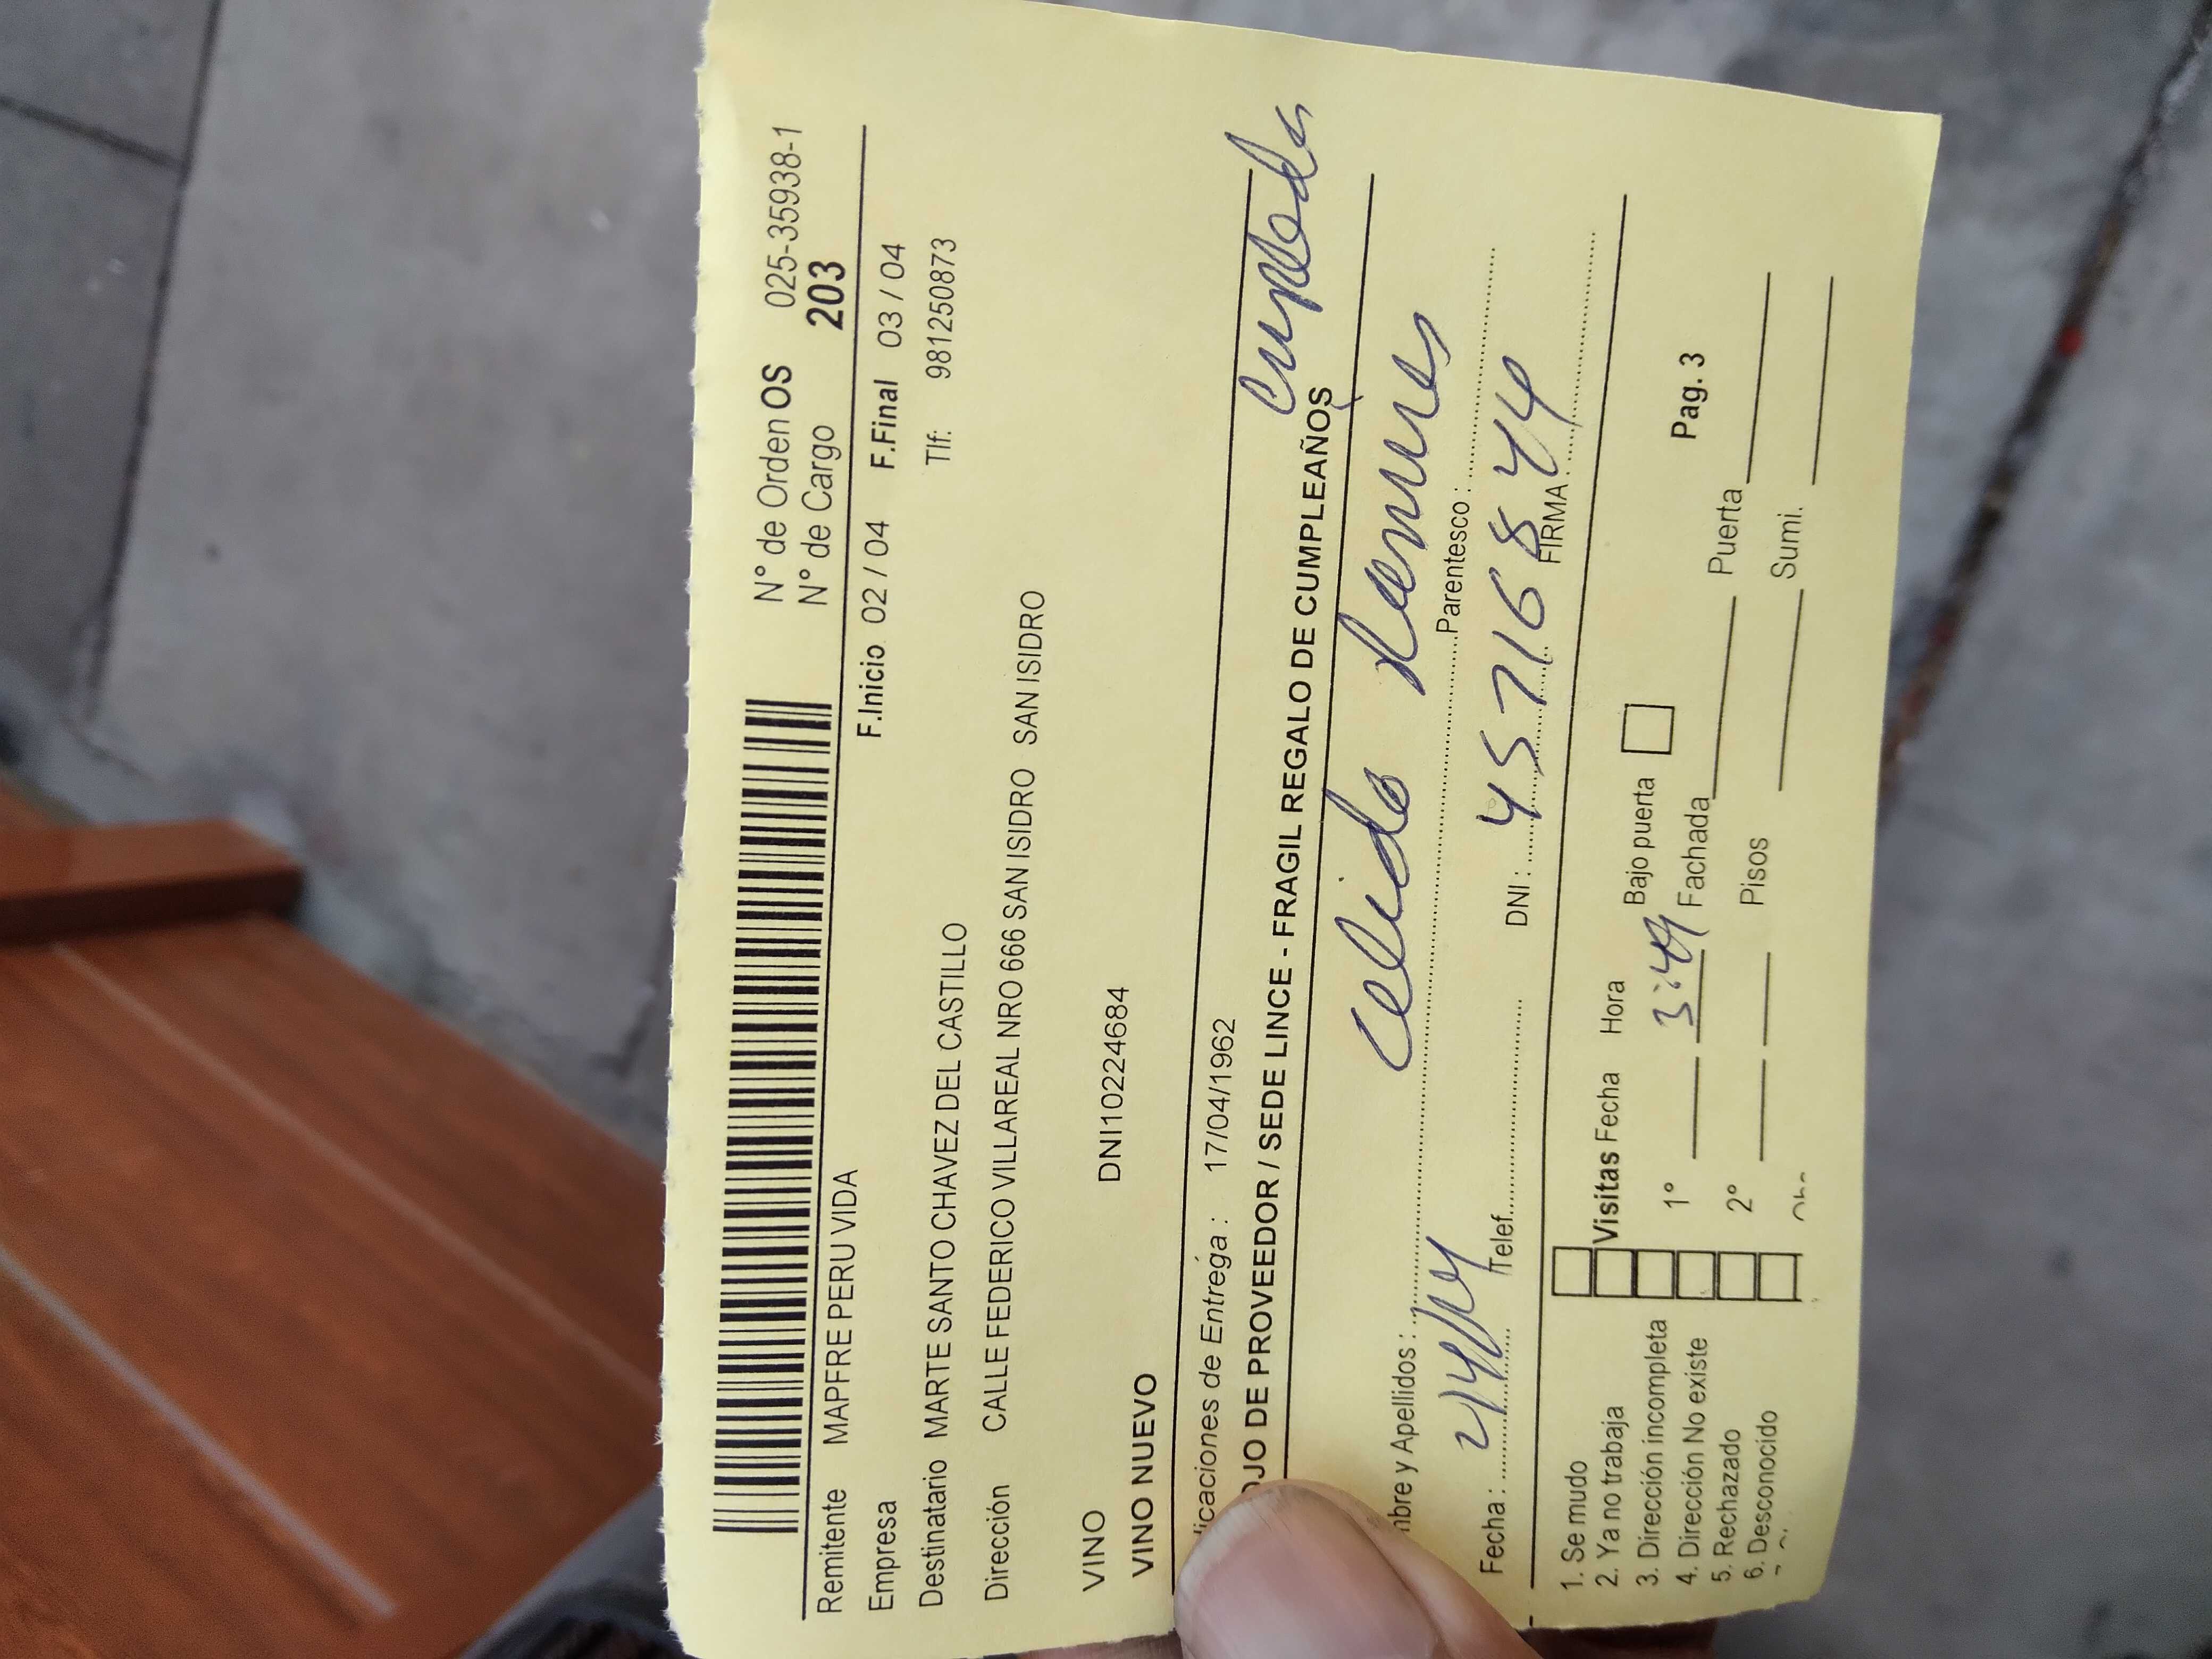 N° de Orden OS 025-35938-1
N° de Cargo 203
Remitente MAPFRE PERU VIDA
F.Inicio 02 / 04 F.Final 03 / 04
Empresa
Tlf: 981250873
Destinatario MARTE SANTO CHAVEZ DEL CASTILLO
Dirección CALLE FEDERICO VILLAREAL NRO 666 SAN ISIDRO SAN ISIDRO
VINO DNI10224684
VINO NUEVO
licaciones de Entrega : 17/04/1962
OJO DE PROVEEDOR / SEDE LINCE - FRAGIL REGALO DE CUMPLEAÑOS
Celido
mbre y Apellidos : Parentesco :
Fecha : Telef. DNI : 45716844 FIRMA
1. Se mudo
2. Ya no trabaja
3. Dirección incompleta
4. Dirección No existe
5. Rechazado
6. Desconocido
Visitas Fecha Hora Bajo puerta
1° 3:49 Fachada Puerta
2° Pisos Sumi.
Pag. 3